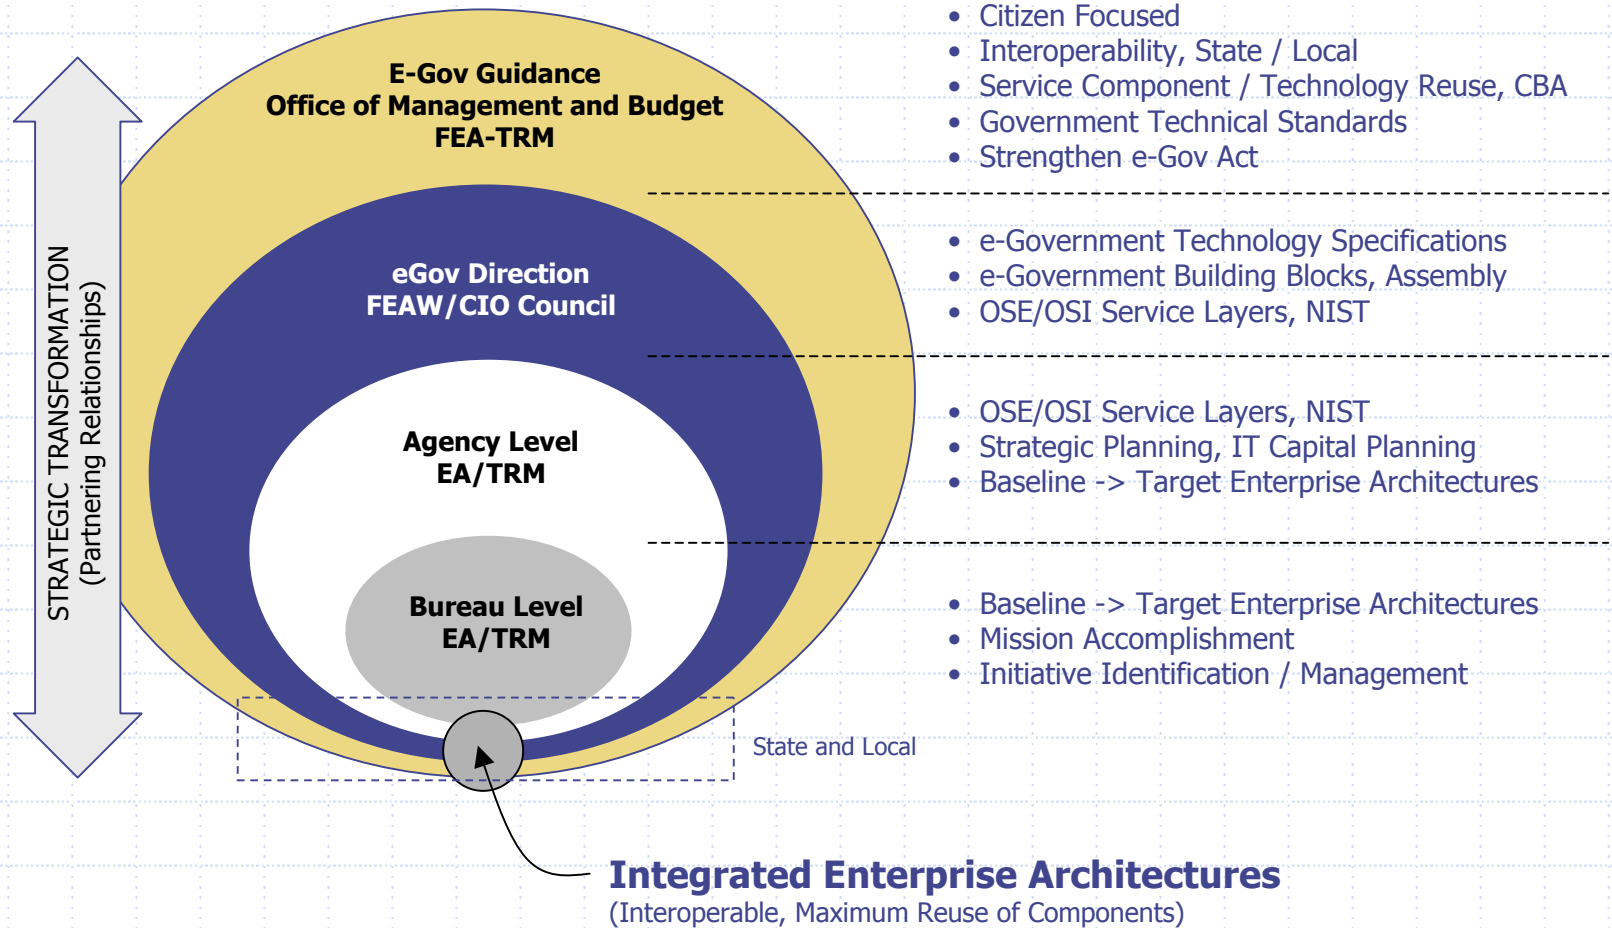 STRATEGIC TRANSFORMATION
(Partnering Relationships)
E-Gov Guidance
Office of Management and Budget
FEA-TRM
eGov Direction
FEAW/CIO Council
Agency Level
EA/TRM
Bureau Level
EA/TRM
• Citizen Focused
• Interoperability, State / Local
• Service Component / Technology Reuse, CBA
• Government Technical Standards
• Strengthen e-Gov Act
• e-Government Technology Specifications
• e-Government Building Blocks, Assembly
• OSE/OSI Service Layers, NIST
• OSE/OSI Service Layers, NIST
• Strategic Planning, IT Capital Planning
• Baseline -> Target Enterprise Architectures
• Baseline -> Target Enterprise Architectures
• Mission Accomplishment
• Initiative Identification / Management
State and Local
Integrated Enterprise Architectures
(Interoperable, Maximum Reuse of Components)